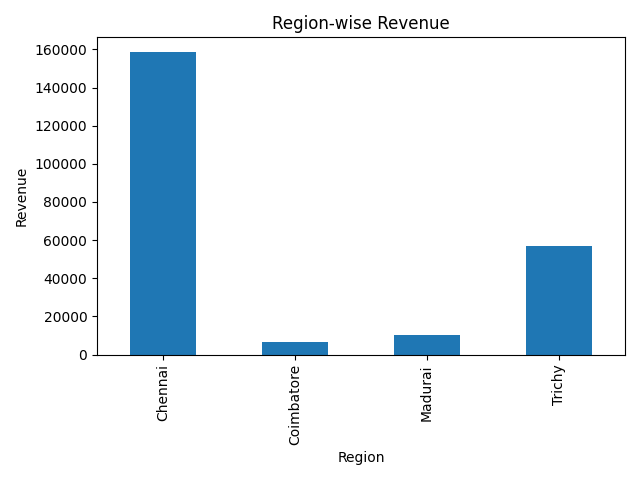 Region-wise Revenue
160000
140000
120000
100000
80000
60000
40000
20000
0
Revenue
Chennai
Coimbatore
Madurai
Trichy
Region